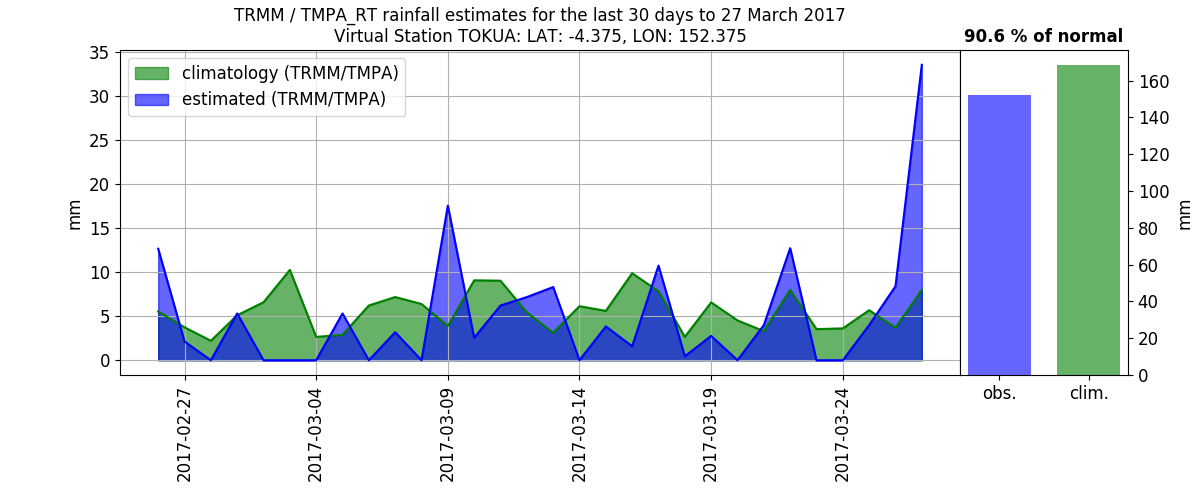 TRMM / TMPA_RT rainfall estimates for the last 30 days to 27 March 2017
Virtual Station TOKUA: LAT: -4.375, LON: 152.375
90.6 % of normal
climatology (TRMM/TMPA)
estimated (TRMM/TMPA)
35
30
25
20
15
10
5
0
mm
2017-02-27
2017-03-04
2017-03-09
2017-03-14
2017-03-19
2017-03-24
160
140
120
100
80
60
40
20
0
mm
obs.
clim.